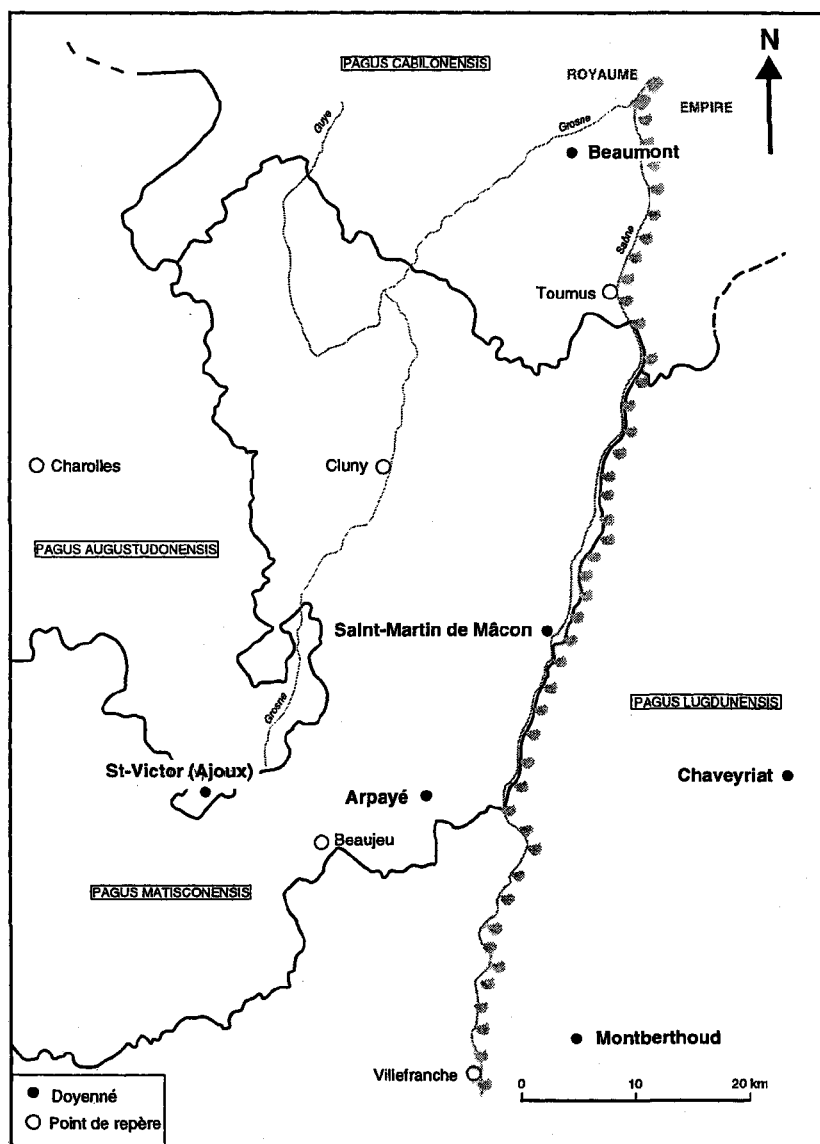 PAGUS CABILONENSIS
N
ROYAUME
EMPIRE
Guye
Grosne
Beaumont
Saône
Tournus
Charolles
Cluny
PAGUS AUGUSTUDONENSIS
Saint-Martin de Mâcon
Grosne
PAGUS LUGDUNENSIS
St-Victor (Ajoux)
Chaveyriat
Arpayé
Beaujeu
PAGUS MATISCONENSIS
Montberthoud
Villefranche
0 10 20 km
Doyenné
Point de repère